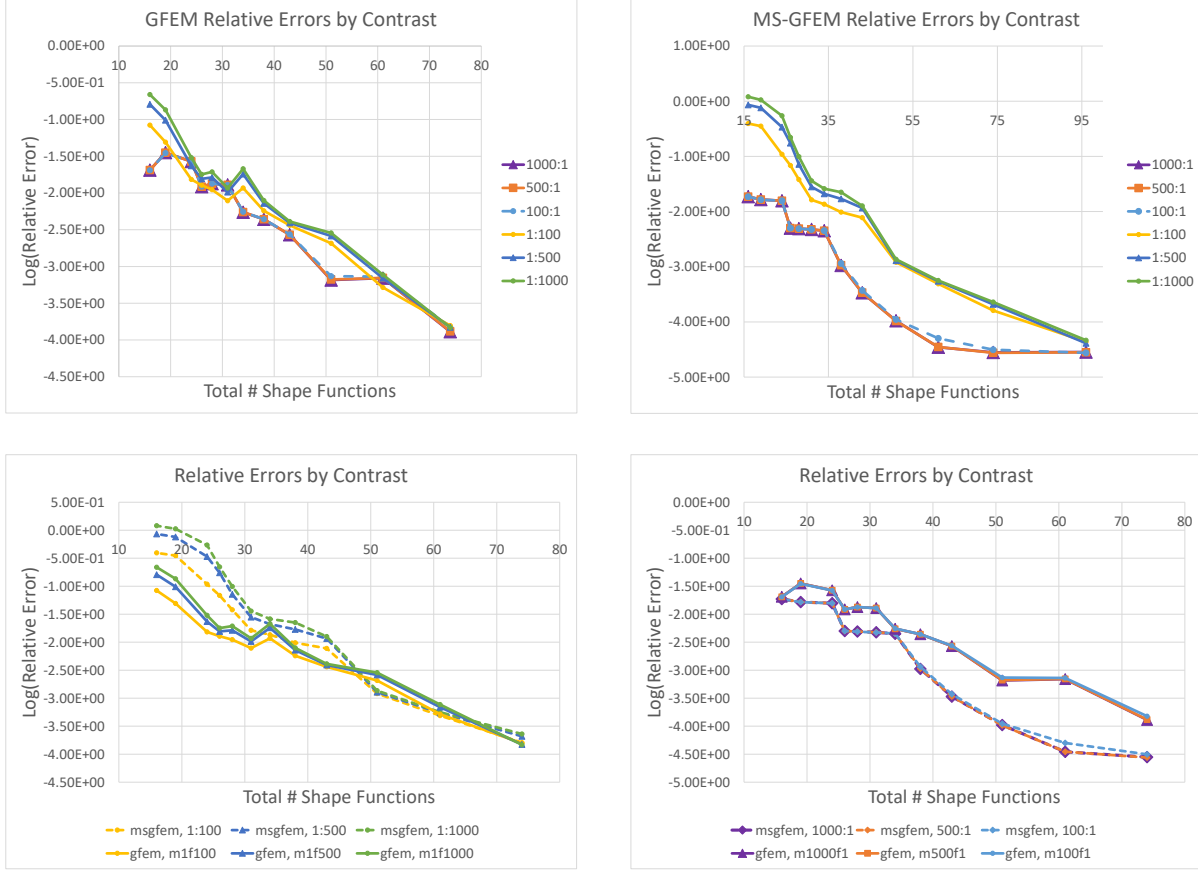 GFEM Relative Errors by Contrast
0.00E+00
10 20 30 40 50 60 70 80
-5.00E-01
-1.00E+00
-1.50E+00
-2.00E+00
-2.50E+00
-3.00E+00
-3.50E+00
-4.00E+00
-4.50E+00
Log(Relative Error)
Total # Shape Functions
1000:1
500:1
100:1
1:100
1:500
1:1000
MS-GFEM Relative Errors by Contrast
1.00E+00
0.00E+00
15 35 55 75 95
-1.00E+00
-2.00E+00
-3.00E+00
-4.00E+00
-5.00E+00
Log(Relative Error)
Total # Shape Functions
1000:1
500:1
100:1
1:100
1:500
1:1000
Relative Errors by Contrast
5.00E-01
0.00E+00
10 20 30 40 50 60 70 80
-5.00E-01
-1.00E+00
-1.50E+00
-2.00E+00
-2.50E+00
-3.00E+00
-3.50E+00
-4.00E+00
-4.50E+00
Log(Relative Error)
Total # Shape Functions
msgfem, 1:100 msgfem, 1:500 msgfem, 1:1000
gfem, m1f100 gfem, m1f500 gfem, m1f1000
Relative Errors by Contrast
0.00E+00
10 20 30 40 50 60 70 80
-5.00E-01
-1.00E+00
-1.50E+00
-2.00E+00
-2.50E+00
-3.00E+00
-3.50E+00
-4.00E+00
-4.50E+00
-5.00E+00
Log(Relative Error)
Total # Shape Functions
msgfem, 1000:1 msgfem, 500:1 msgfem, 100:1
gfem, m1000f1 gfem, m500f1 gfem, m100f1